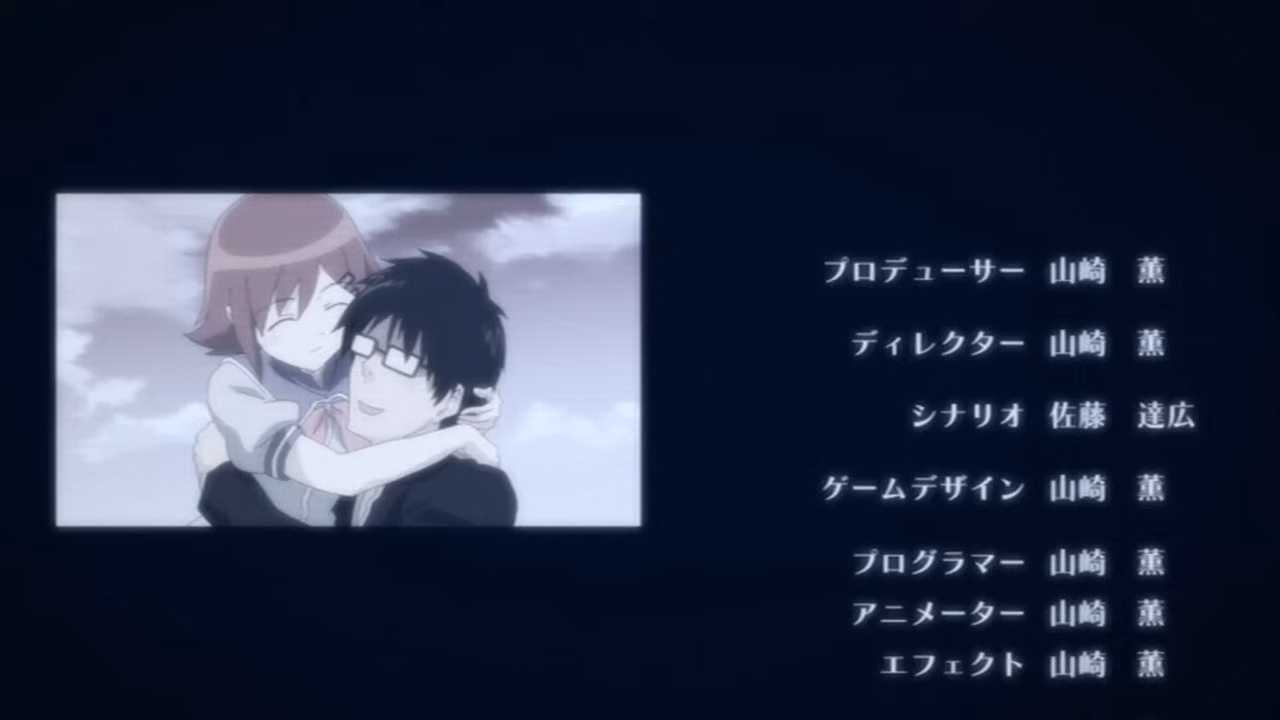 プロデューサー 山崎 薫
ディレクター 山崎 薫
シナリオ 佐藤 達広
ゲームデザイン 山崎 薫
プログラマー 山崎 薫
アニメーター 山崎 薫
エフェクト 山崎 薫